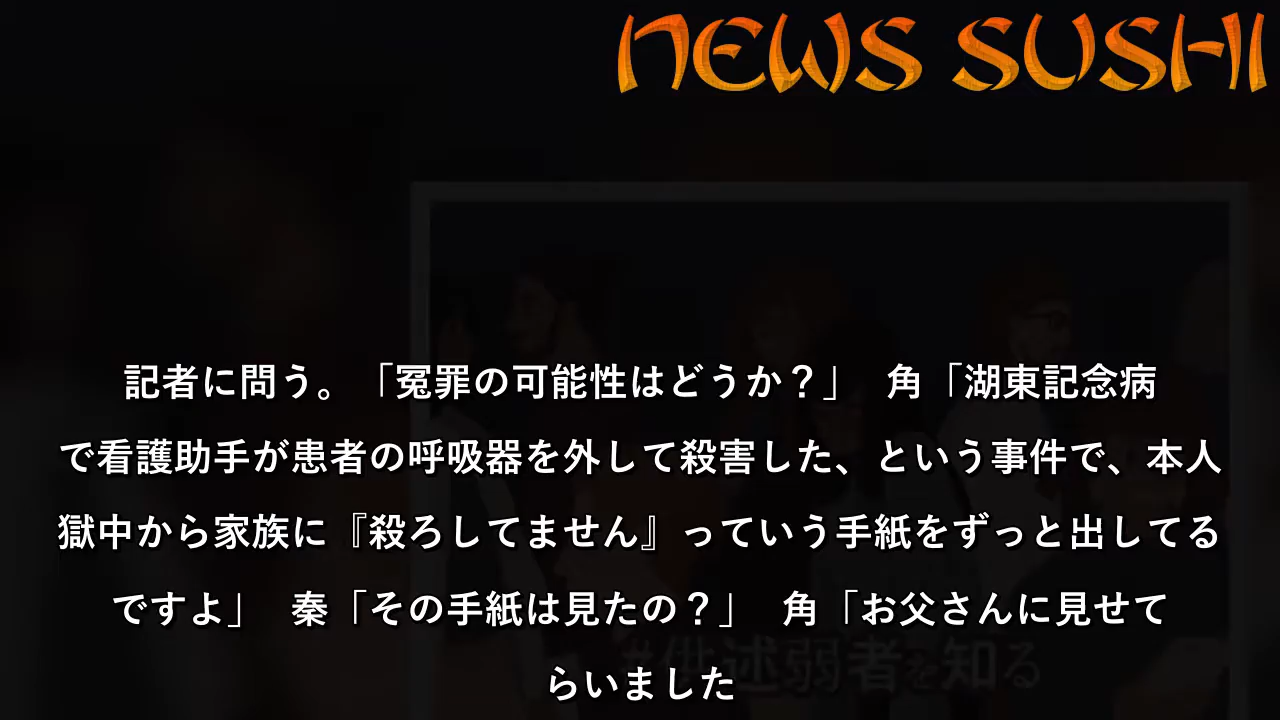 NEWS SUSHI
記者に問う。「冤罪の可能性はどうか？」 角「湖東記念病
で看護助手が患者の呼吸器を外して殺害した、という事件で、本人
獄中から家族に『殺ろしてません』っていう手紙をずっと出してる
ですよ」 秦「その手紙は見たの？」 角「お父さんに見せて
#供述弱者を知る
らいました